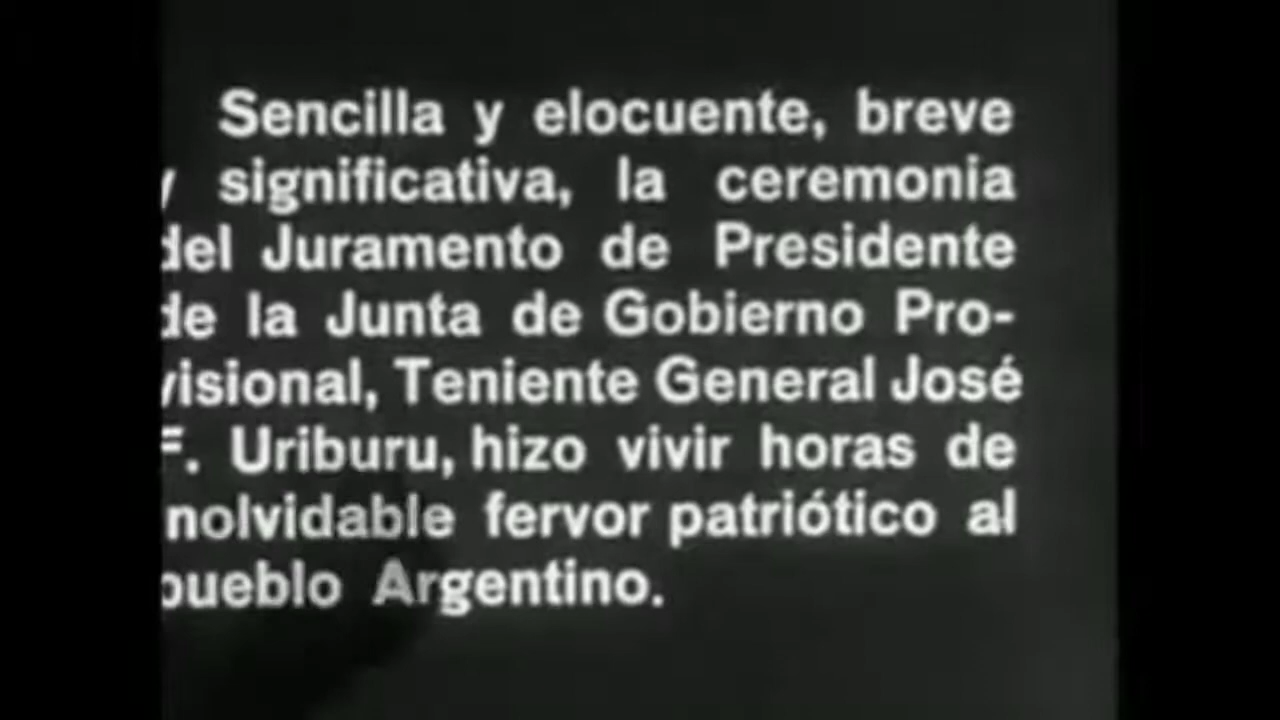 Sencilla y elocuente, breve
y significativa, la ceremonia
del Juramento de Presidente
de la Junta de Gobierno Pro-
visional, Teniente General José
F. Uriburu, hizo vivir horas de
inolvidable fervor patriótico al
pueblo Argentino.